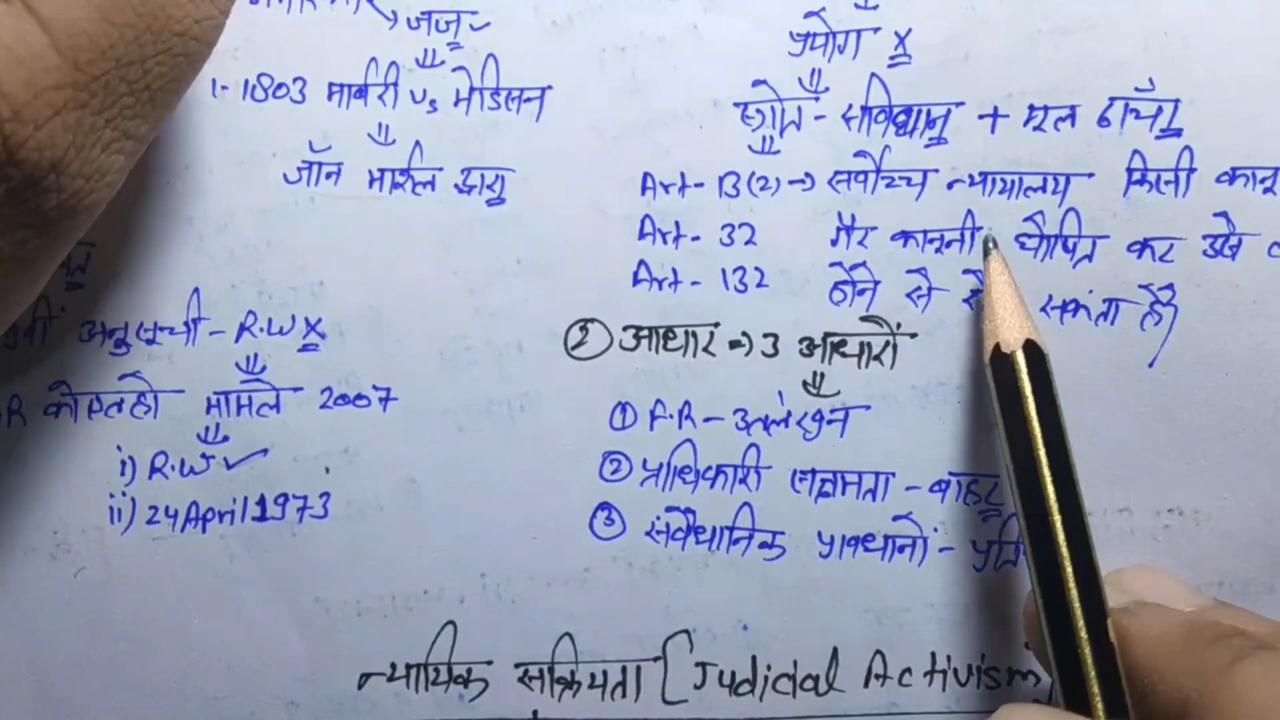 जज
1- 1803 मार्बरी Vs मेडिसन
जॉन मार्शल द्वारा
अनुसूची - R.W X
R कोएलहो मामले 2007
i) R.W ✓
ii) 24 April 1973
प्रयोग X
स्रोत - संविधान + मूल ढाँचा
Art- 13(2) → सर्वोच्च न्यायालय किसी
Art- 32 गैर कानूनी घोषित कर उसे
Art- 132 होने से सकता है
② आधार ⇒ 3 आधारों
① F.R - उल्लंघन
② प्राधिकारी सक्षमता - बाहर
③ संवैधानिक प्रावधानों -
न्यायिक सक्रियता [Judicial Activism